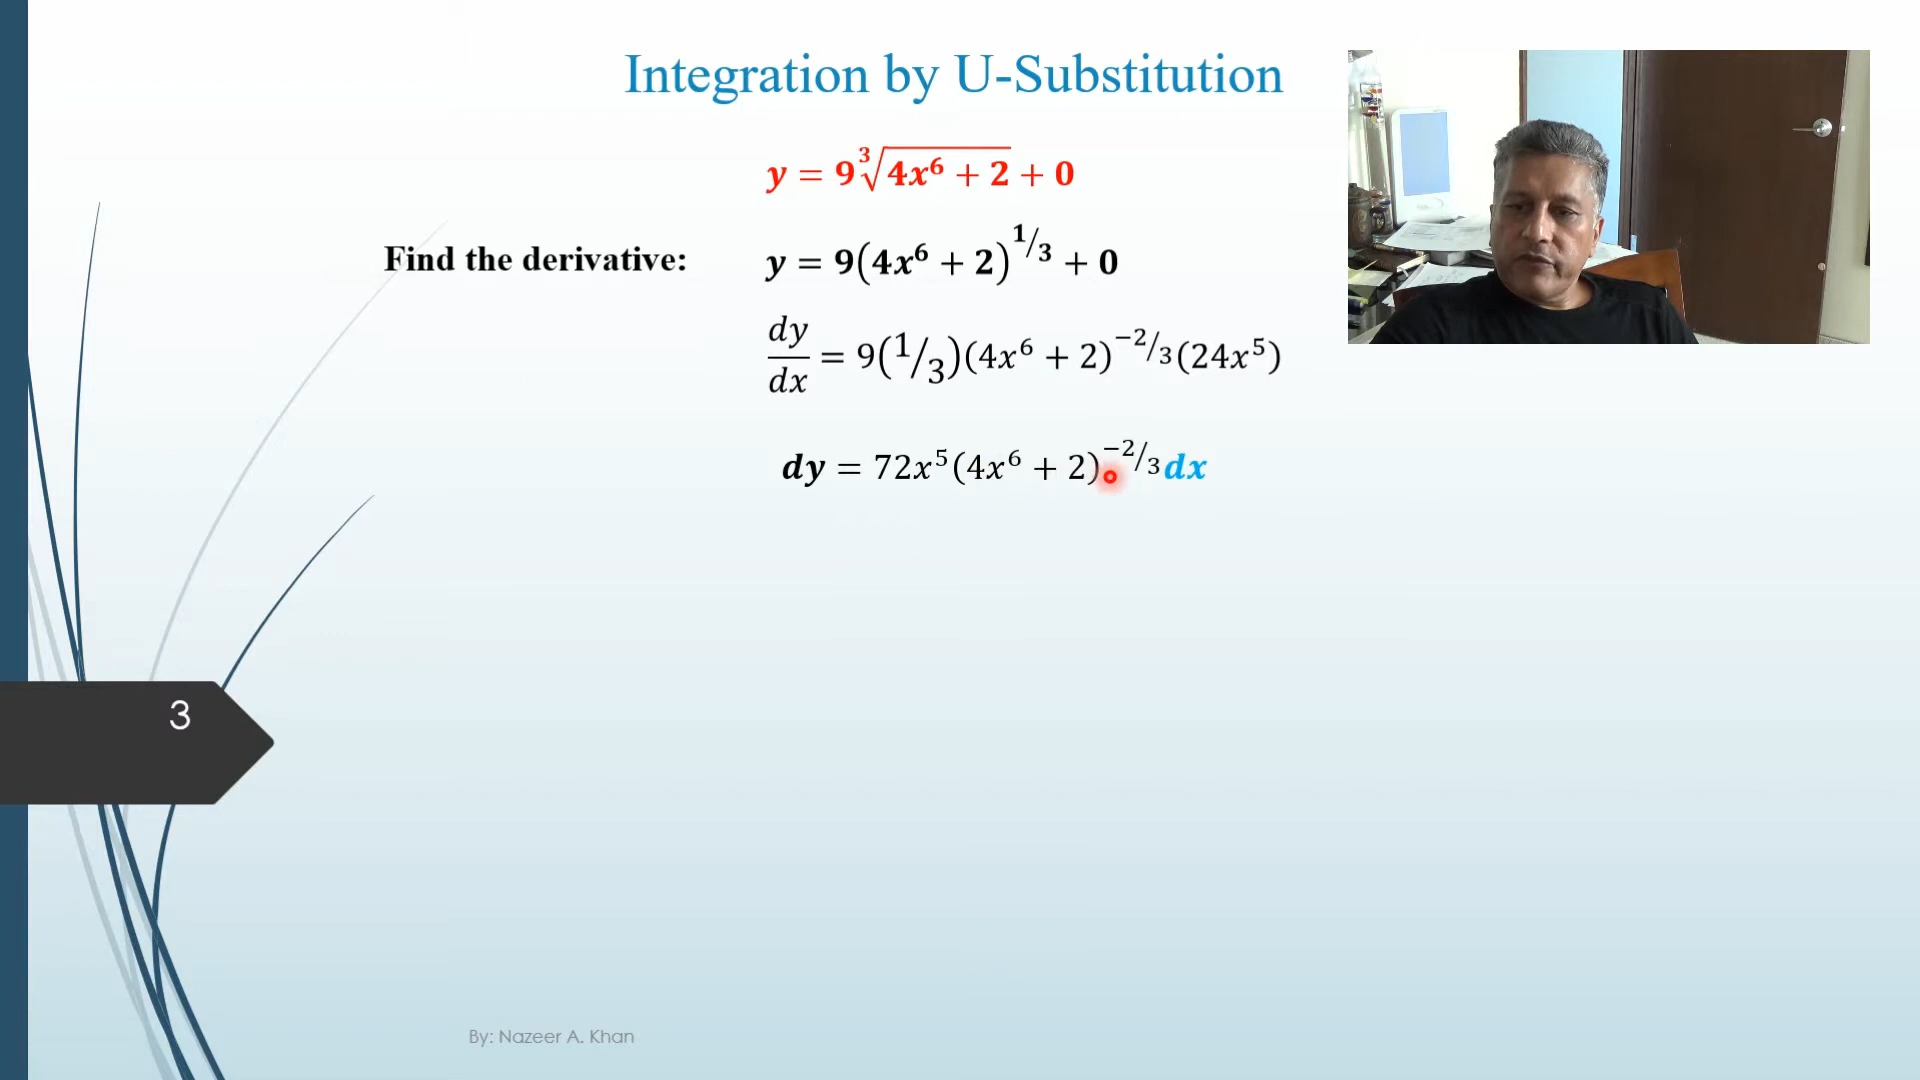 Integration by U-Substitution
y = 9∛(4x⁶ + 2) + 0
Find the derivative: y = 9(4x⁶ + 2)^(1/3) + 0
dy/dx = 9(1/3)(4x⁶ + 2)^(−2/3)(24x⁵)
dy = 72x⁵(4x⁶ + 2)^(−2/3) dx
3
By: Nazeer A. Khan